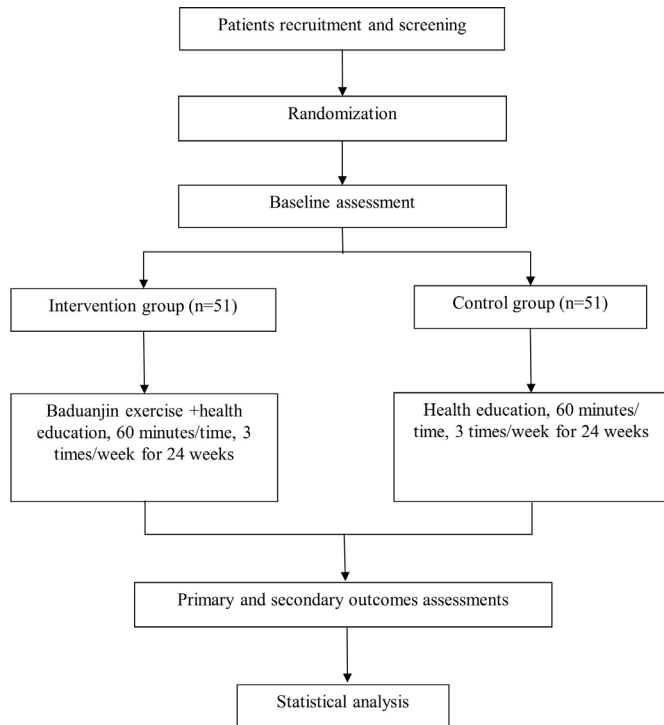 Patients recruitment and screening
Randomization
Baseline assessment
Intervention group (n=51)
Control group (n=51)
Baduanjin exercise +health
education, 60 minutes/time, 3
times/week for 24 weeks
Health education, 60 minutes/
time, 3 times/week for 24 weeks
Primary and secondary outcomes assessments
Statistical analysis